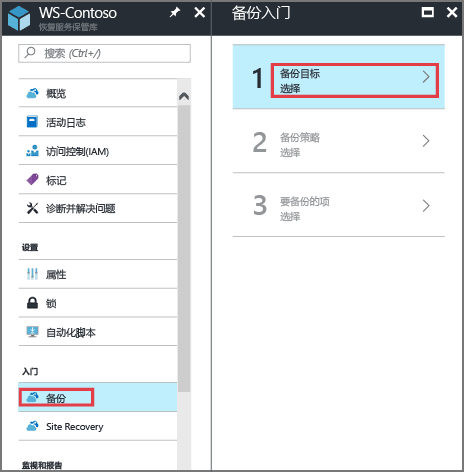 WS-Contoso
恢复服务保管库
搜索 (Ctrl+/)
概览
活动日志
访问控制(IAM)
标记
诊断并解决问题
设置
属性
锁
自动化脚本
入门
备份
Site Recovery
监视和报告
备份入门
1 备份目标
选择
2 备份策略
选择
3 要备份的项
选择